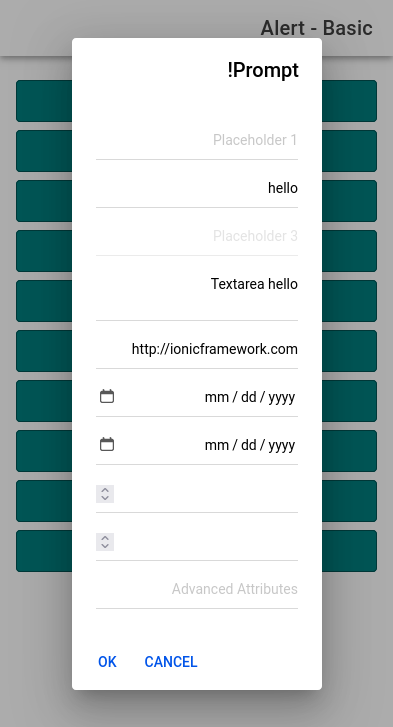 Alert - Basic
!Prompt
Placeholder 1
hello
Placeholder 3
Textarea hello
http://ionicframework.com
mm / dd / yyyy
mm / dd / yyyy
Advanced Attributes
OK CANCEL